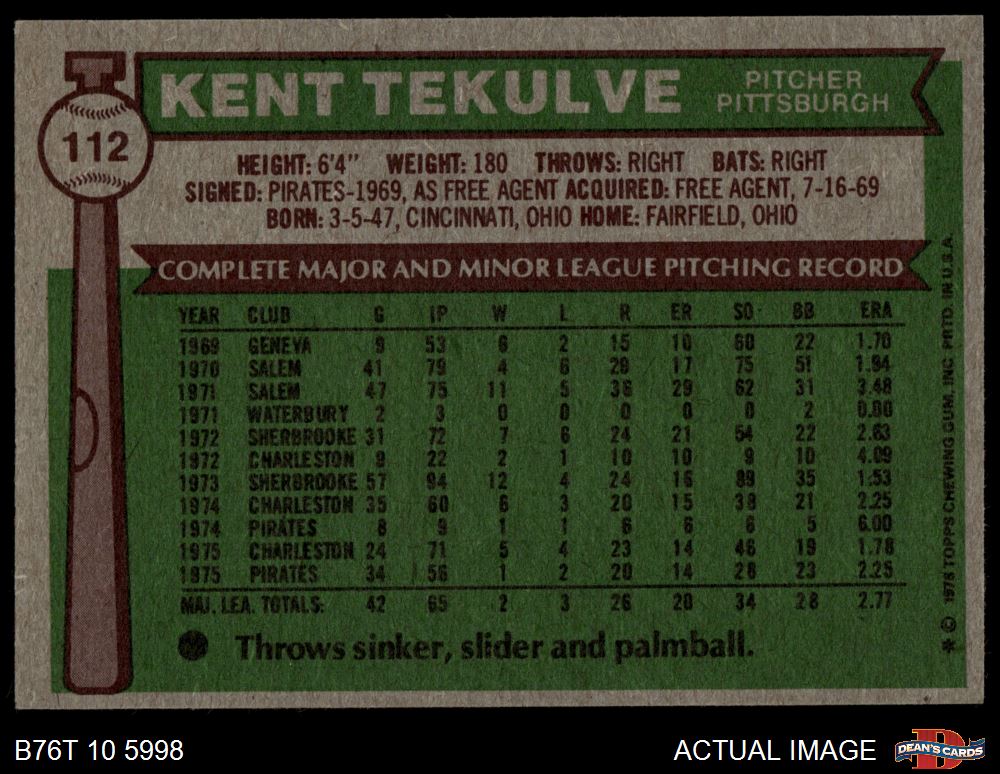 KENT TEKULVE
PITCHER
PITTSBURGH
112
HEIGHT: 6'4" WEIGHT: 180 THROWS: RIGHT BATS: RIGHT
SIGNED: PIRATES-1969, AS FREE AGENT ACQUIRED: FREE AGENT, 7-16-69
BORN: 3-5-47, CINCINNATI, OHIO HOME: FAIRFIELD, OHIO
COMPLETE MAJOR AND MINOR LEAGUE PITCHING RECORD
YEAR CLUB G IP W L R ER SO BB ERA
1969 GENEVA 9 53 6 2 15 10 60 22 1.70
1970 SALEM 41 79 4 6 28 17 75 51 1.94
1971 SALEM 47 75 11 5 36 29 62 31 3.48
1971 WATERBURY 2 3 0 0 0 0 0 2 0.00
1972 SHERBROOKE 31 72 7 6 24 21 54 22 2.63
1972 CHARLESTON 9 22 2 1 10 10 9 10 4.09
1973 SHERBROOKE 57 94 12 4 24 16 89 35 1.53
1974 CHARLESTON 35 60 6 3 20 15 38 21 2.25
1974 PIRATES 8 9 1 1 6 6 6 5 6.00
1975 CHARLESTON 24 71 5 4 23 14 46 19 1.78
1975 PIRATES 34 56 1 2 20 14 28 23 2.25
MAJ. LEA. TOTALS: 42 65 2 3 26 20 34 28 2.77
Throws sinker, slider and palmball.
* © 1976 TOPPS CHEWING GUM, INC PRTD. IN U.S.A.
B76T 10 5998
ACTUAL IMAGE
DEAN'S CARDS